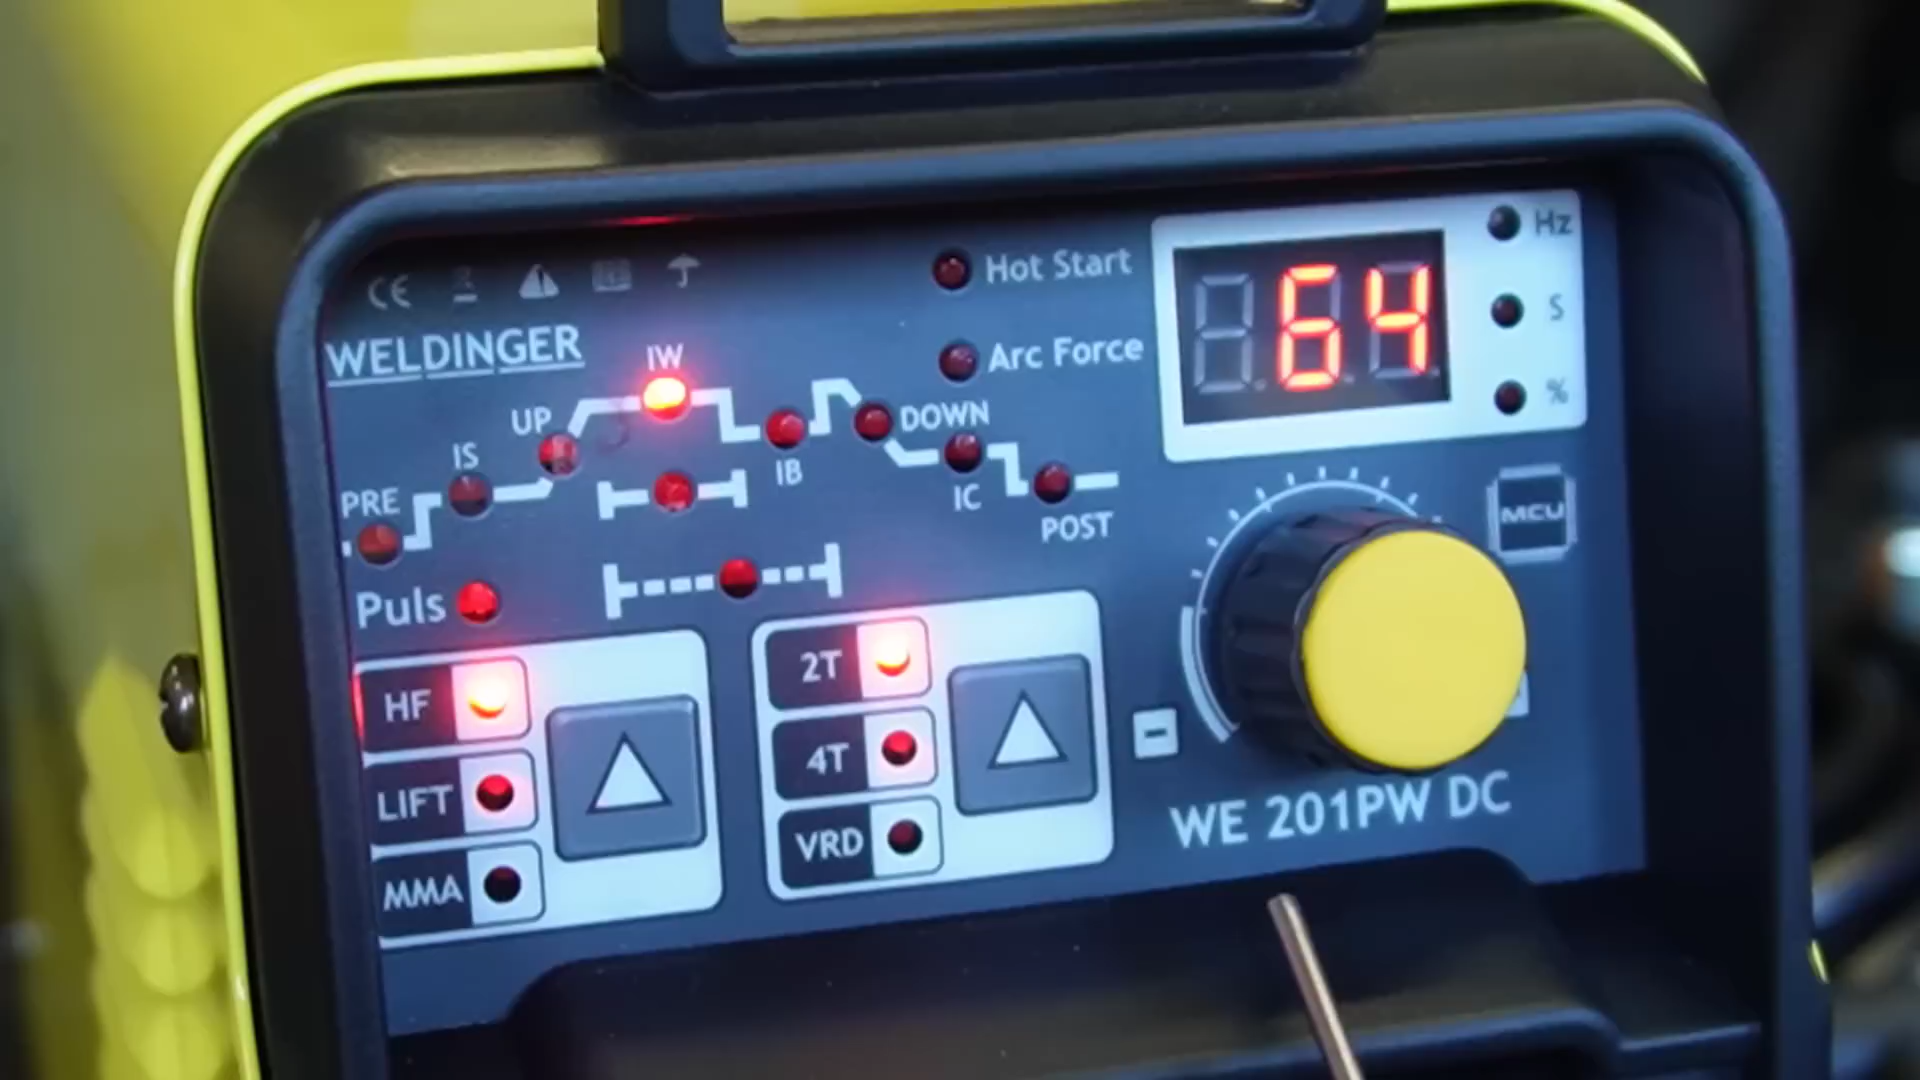 CE
WELDINGER
Hot Start
Arc Force
64
Hz
S
%
IW
UP
IS
PRE
IB
DOWN
IC
POST
MCU
Puls
HF
LIFT
MMA
2T
4T
VRD
-
WE 201PW DC